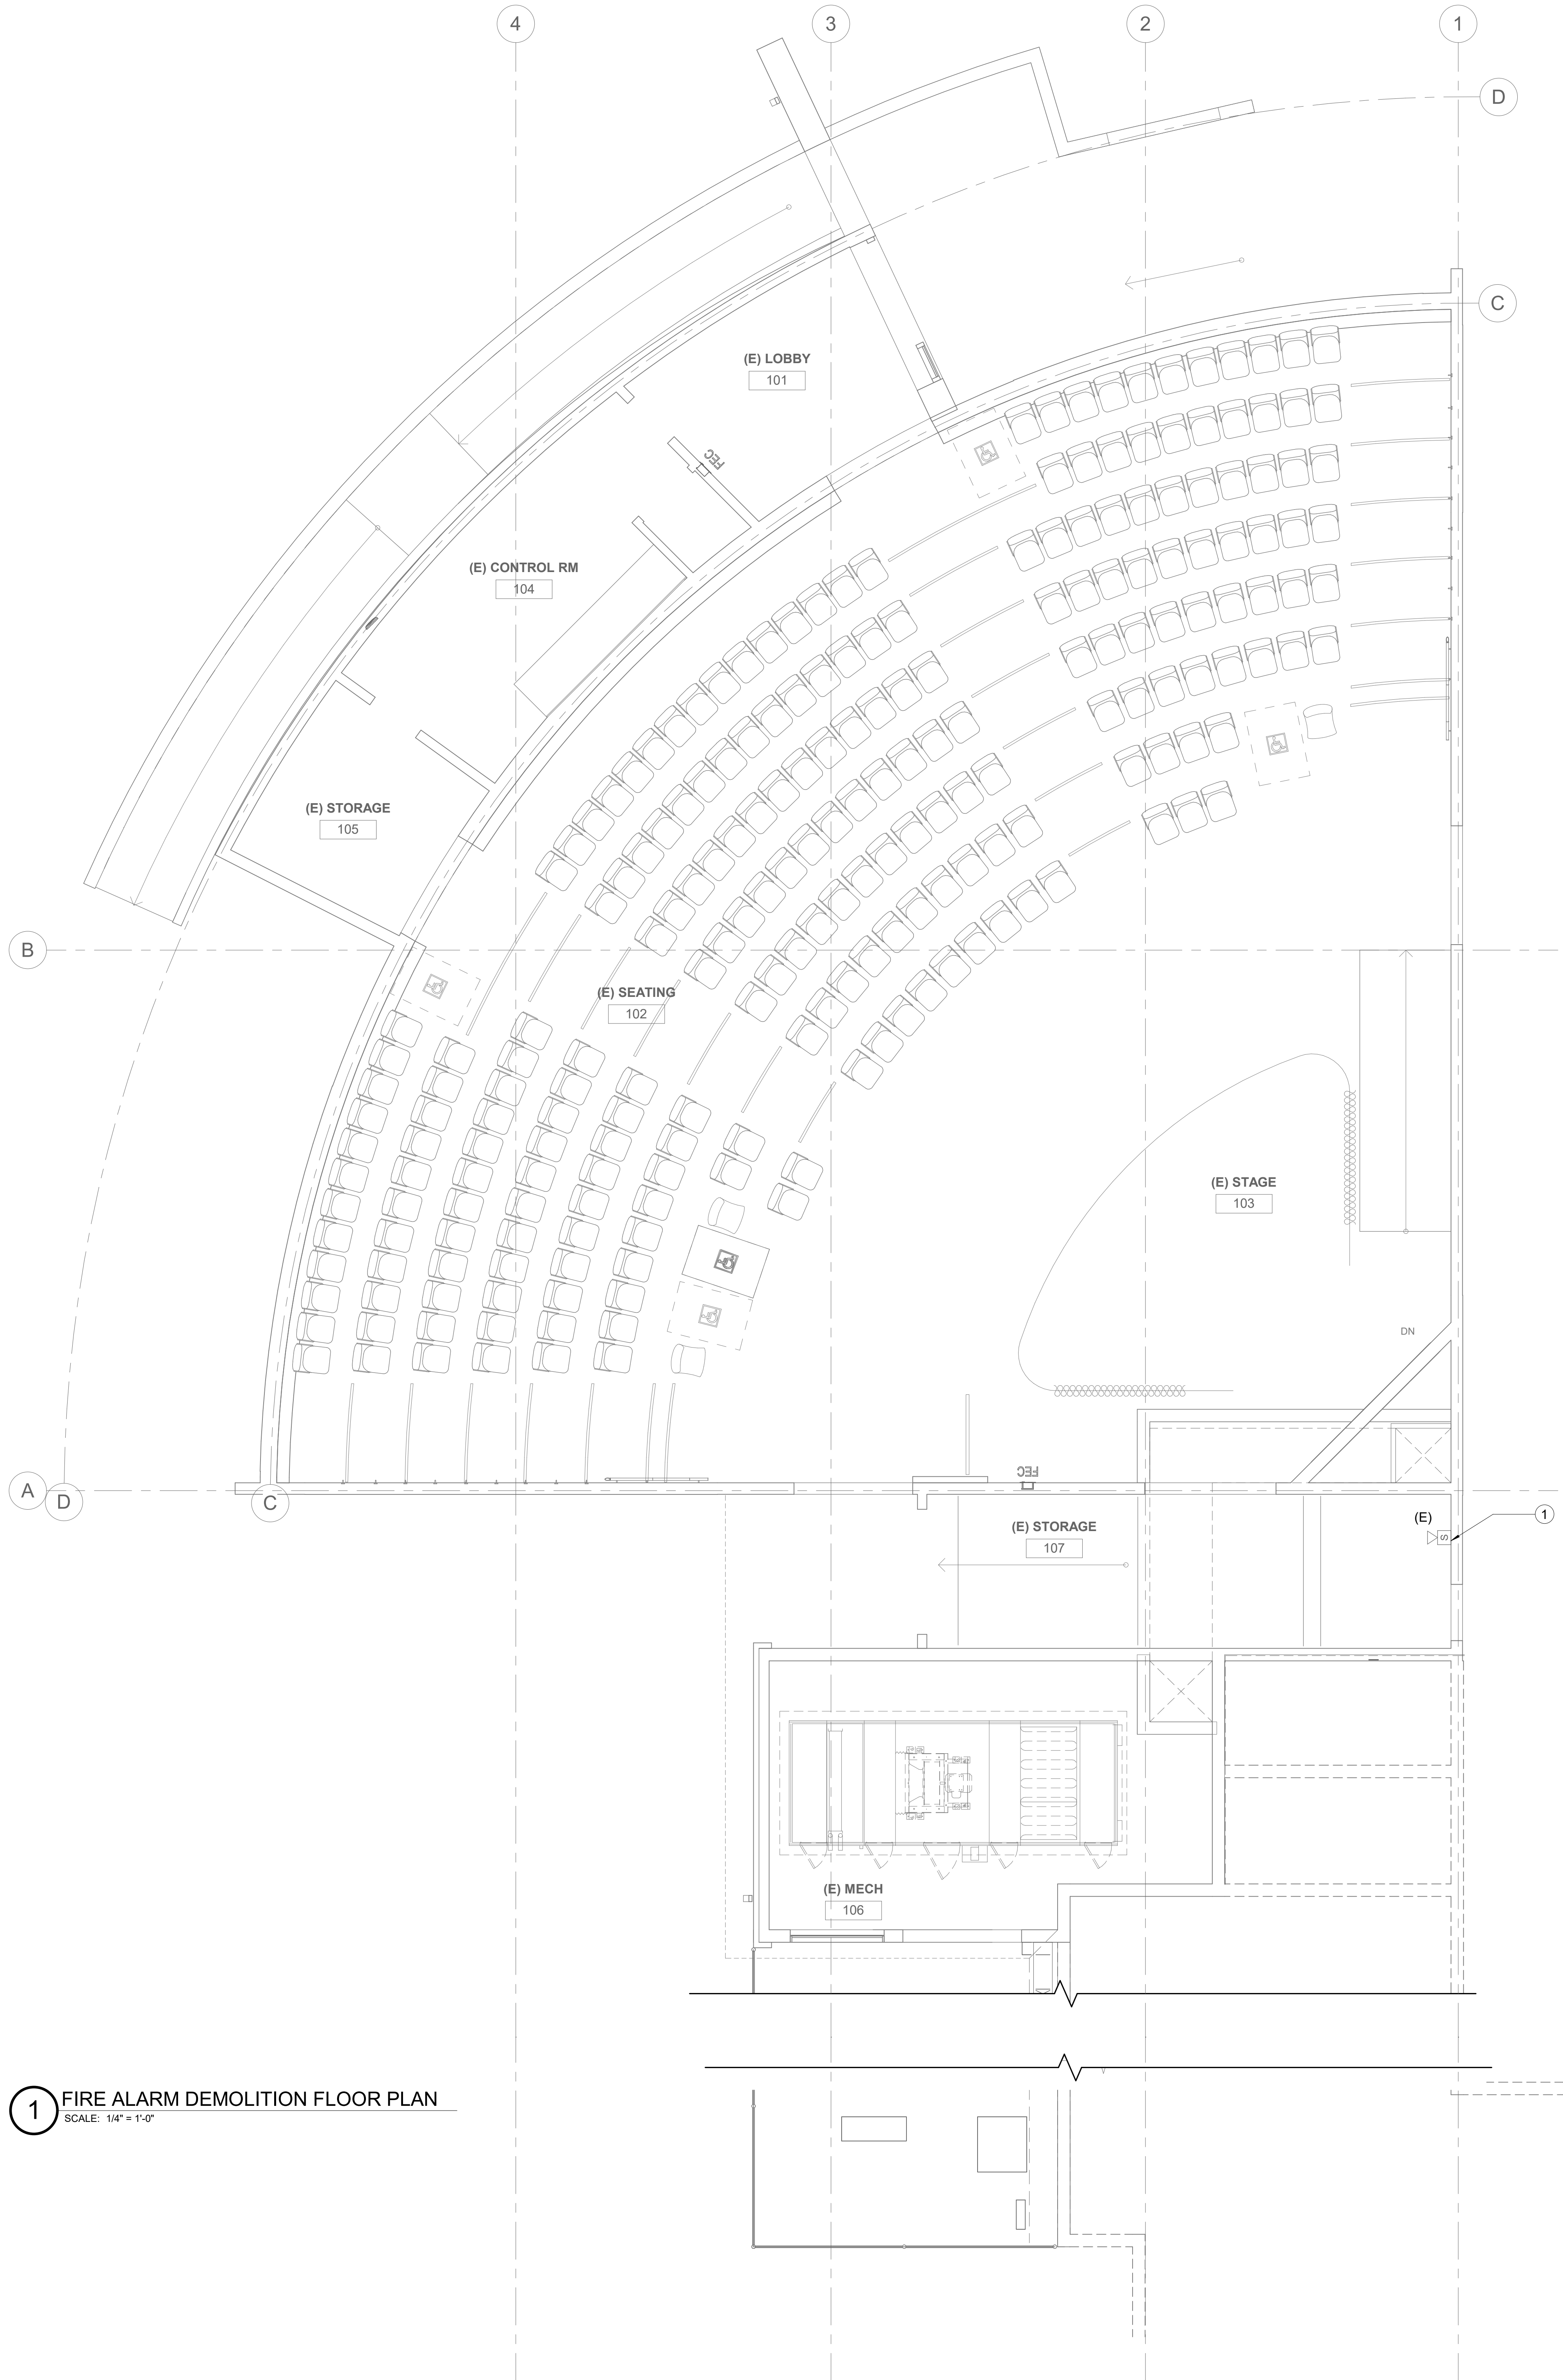 4
3
2
1
D
C
(E) LOBBY
101
FEC
(E) CONTROL RM
104
(E) STORAGE
105
B
(E) SEATING
102
(E) STAGE
103
DN
FEC
A
D
C
(E) STORAGE
107
(E)
S
1
(E) MECH
106
1
FIRE ALARM DEMOLITION FLOOR PLAN
SCALE: 1/4" = 1'-0"